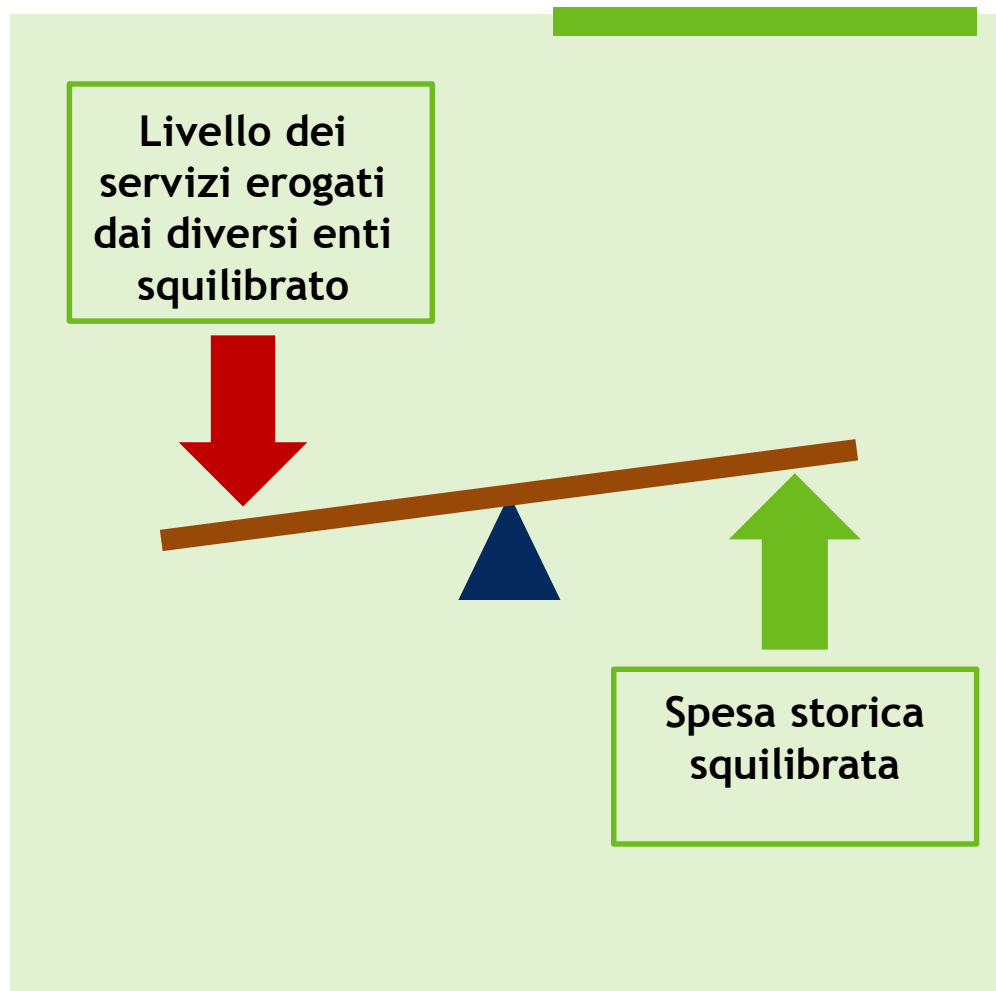 Livello dei
servizi erogati
dai diversi enti
squilibrato
Spesa storica
squilibrata